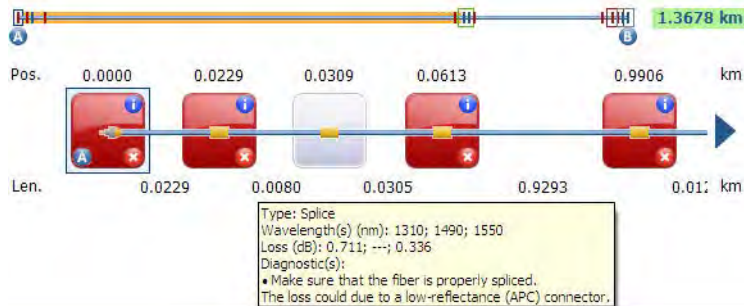 1.3678 km
A
B
Pos. 0.0000 0.0229 0.0309 0.0613 0.9906 km
i i i i
A
Len. 0.0229 0.0080 0.0305 0.9293 km
Type: Splice
Wavelength(s) (nm): 1310; 1490; 1550
Loss (dB): 0.711; ---; 0.336
Diagnostic(s):
• Make sure that the fiber is properly spliced.
The loss could due to a low-reflectance (APC) connector.